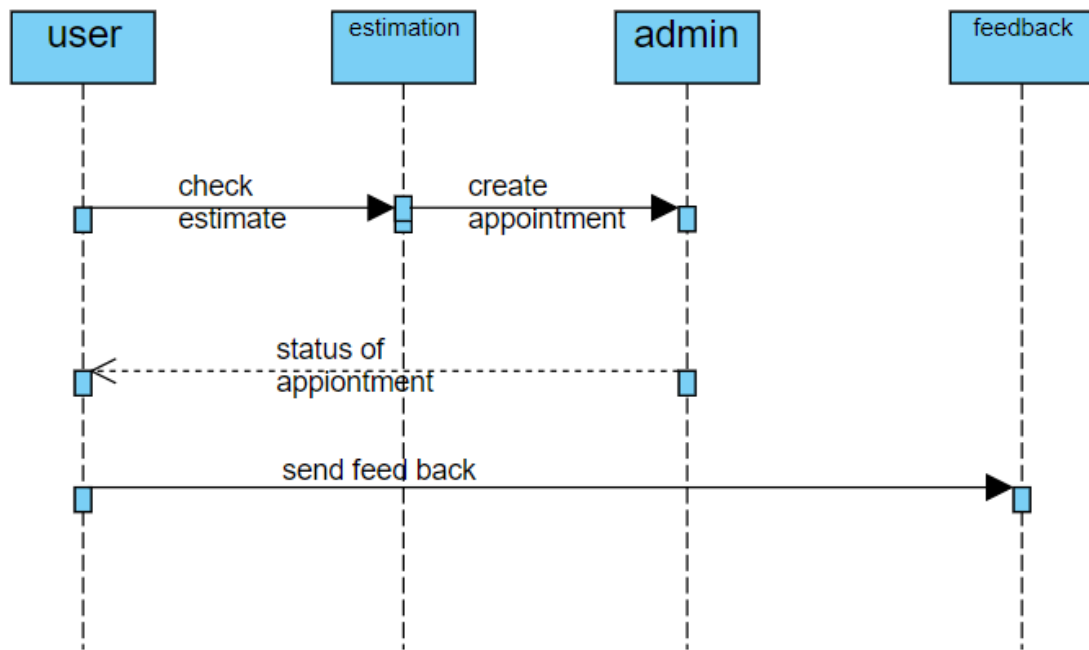 user
estimation
admin
feedback
check
estimate
create
appointment
status of
appiontment
send feed back